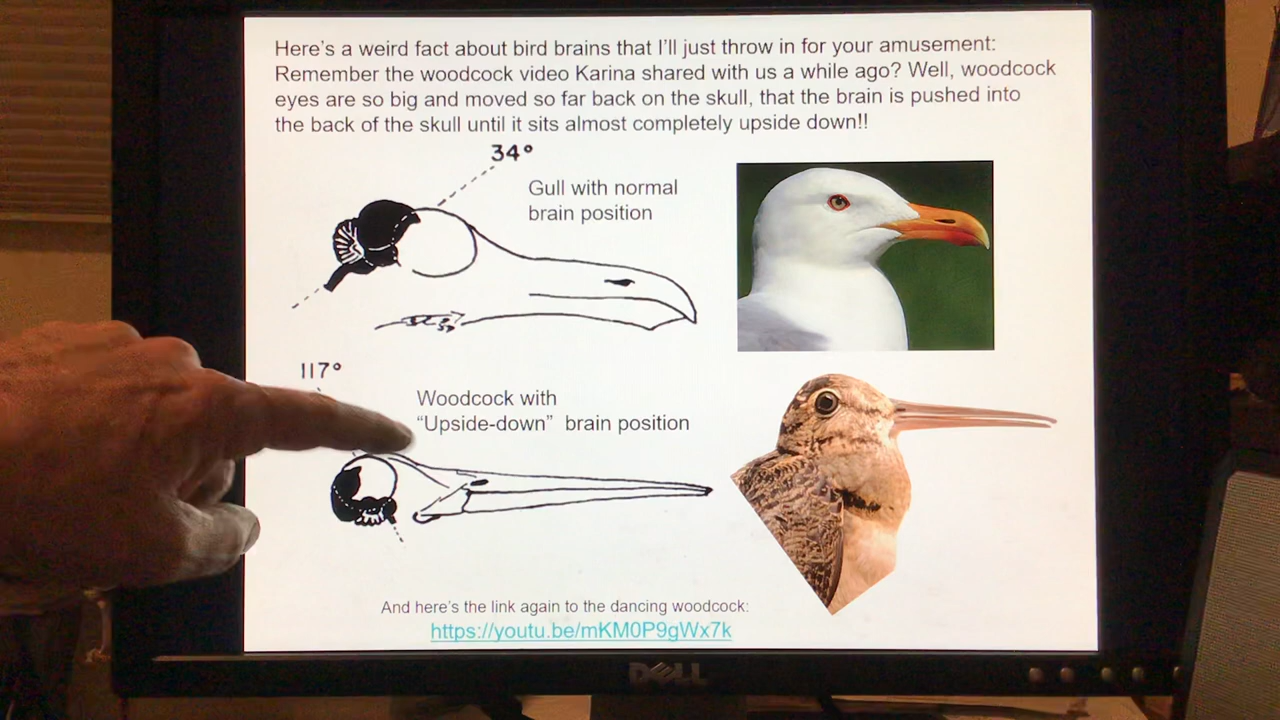 Here's a weird fact about bird brains that I'll just throw in for your amusement:
Remember the woodcock video Karina shared with us a while ago? Well, woodcock
eyes are so big and moved so far back on the skull, that the brain is pushed into
the back of the skull until it sits almost completely upside down!!
34°
Gull with normal
brain position
117°
Woodcock with
“Upside-down”  brain position
And here's the link again to the dancing woodcock:
https://youtu.be/mKM0P9gWx7k
DELL